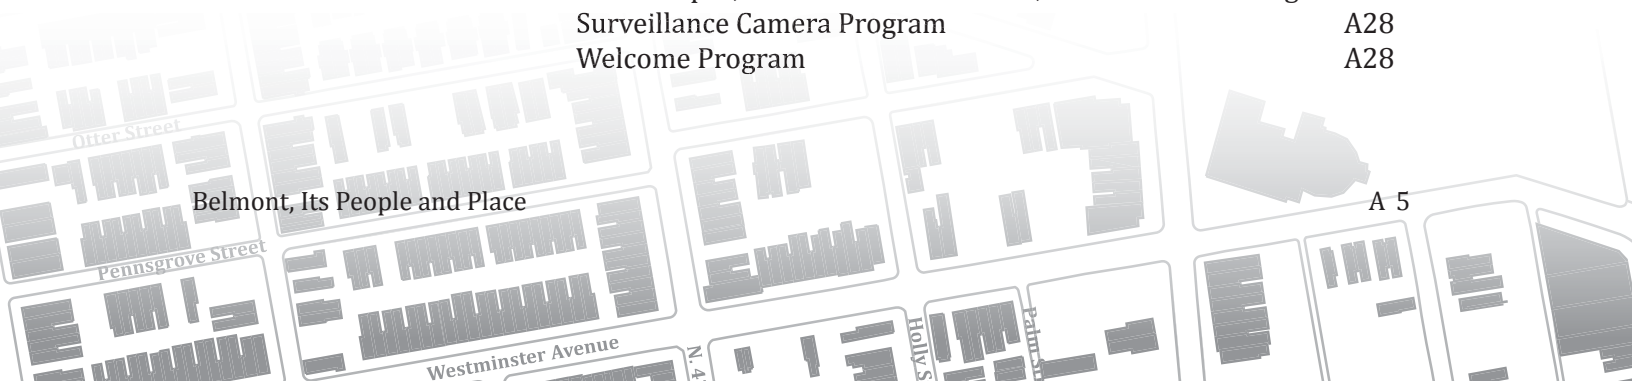 Surveillance Camera Program A28
Welcome Program A28
Otter Street
Belmont, Its People and Place A 5
Pennsgrove Street
Westminster Avenue
Holly